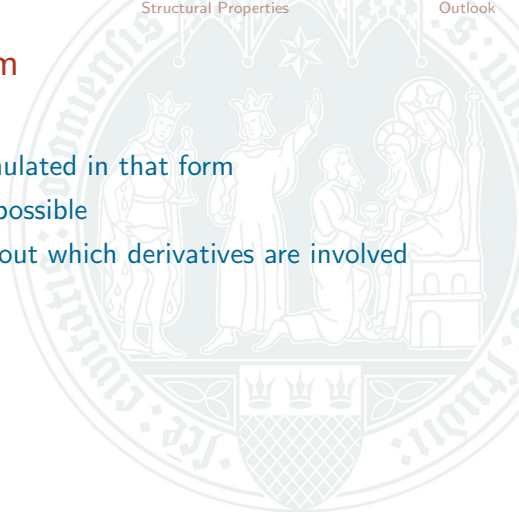 Structural Properties Outlook
m
ulated in that form
possible
out which derivatives are involved